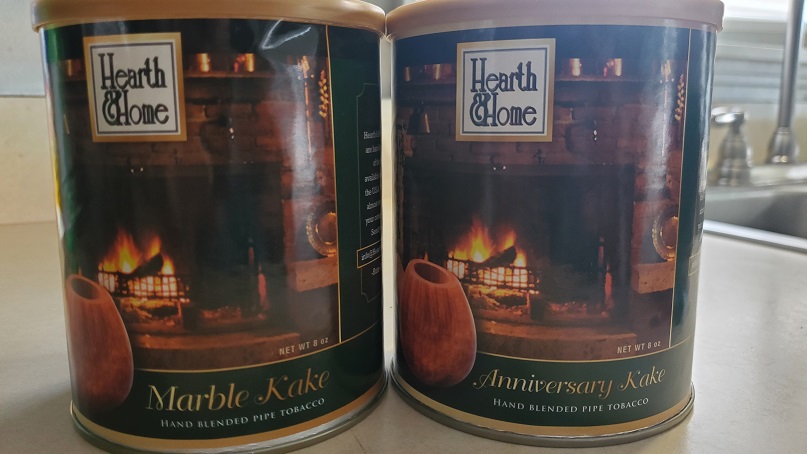 Hearth
& Home
NET WT 8 oz
Marble Kake
HAND BLENDED PIPE TOBACCO
Hearth
& Home
NET WT 8 oz
Anniversary Kake
HAND BLENDED PIPE TOBACCO